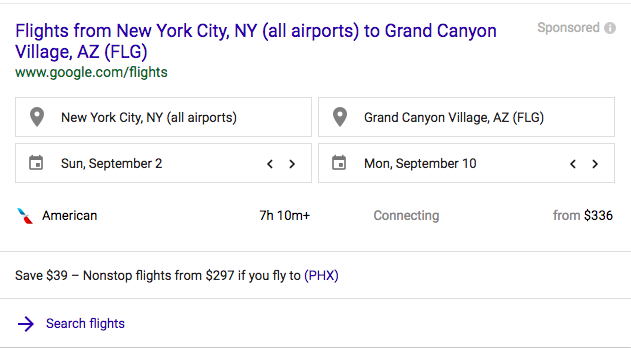 Flights from New York City, NY (all airports) to Grand Canyon
Village, AZ (FLG)
Sponsored
www.google.com/flights
New York City, NY (all airports)
Grand Canyon Village, AZ (FLG)
Sun, September 2
Mon, September 10
American 7h 10m+ Connecting from $336
Save $39 – Nonstop flights from $297 if you fly to (PHX)
Search flights